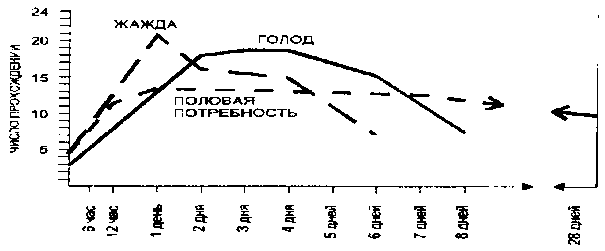 24
20
15
10
5
ЧИСЛО ПРОХОЖДЕНИЙ
ЖАЖДА
ГОЛОД
ПОЛОВАЯ
ПОТРЕБНОСТЬ
6 час
12 час
1 день
2 дня
3 дня
4 дня
5 дней
6 дней
7 дней
8 дней
28 дней